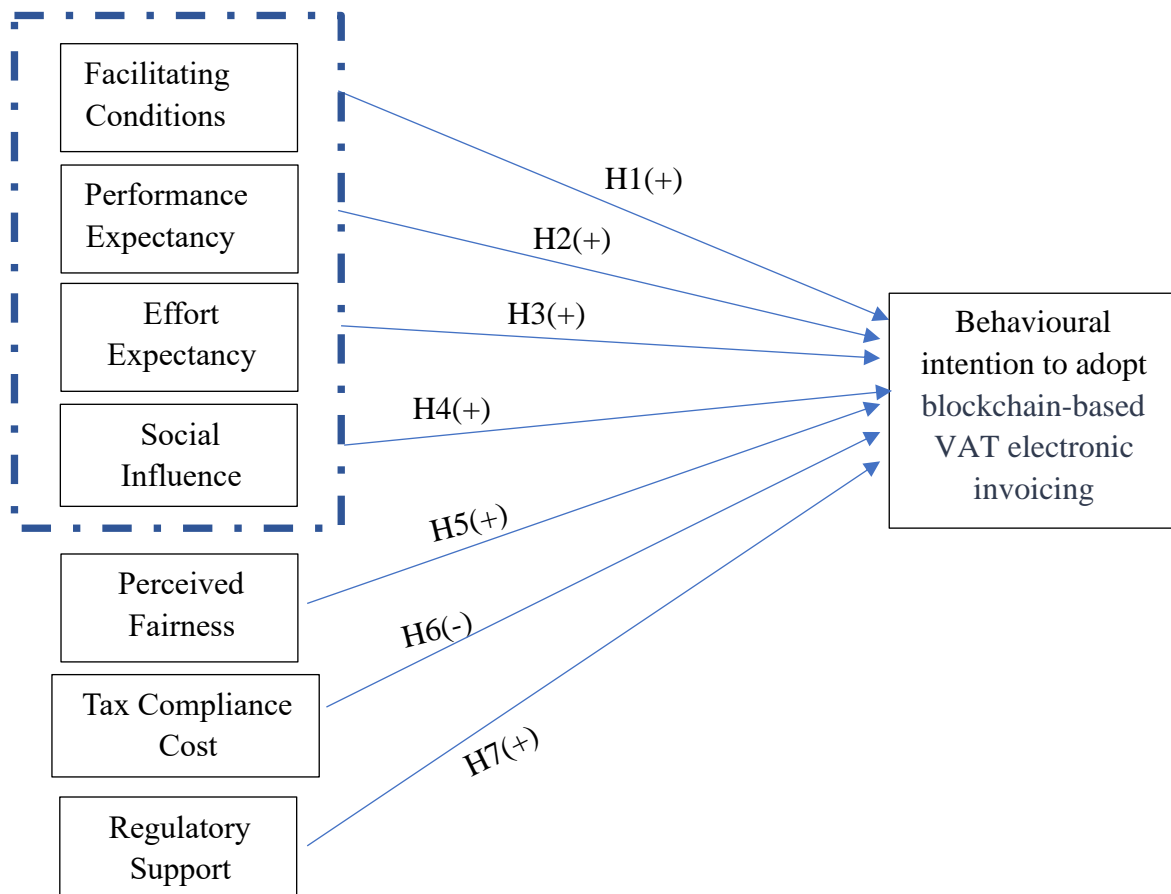 Facilitating
Conditions
Performance
Expectancy
Effort
Expectancy
Social
Influence
Perceived
Fairness
Tax Compliance
Cost
Regulatory
Support
H1(+)
H2(+)
H3(+)
H4(+)
H5(+)
H6(-)
H7(+)
Behavioural
intention to adopt
blockchain-based
VAT electronic
invoicing